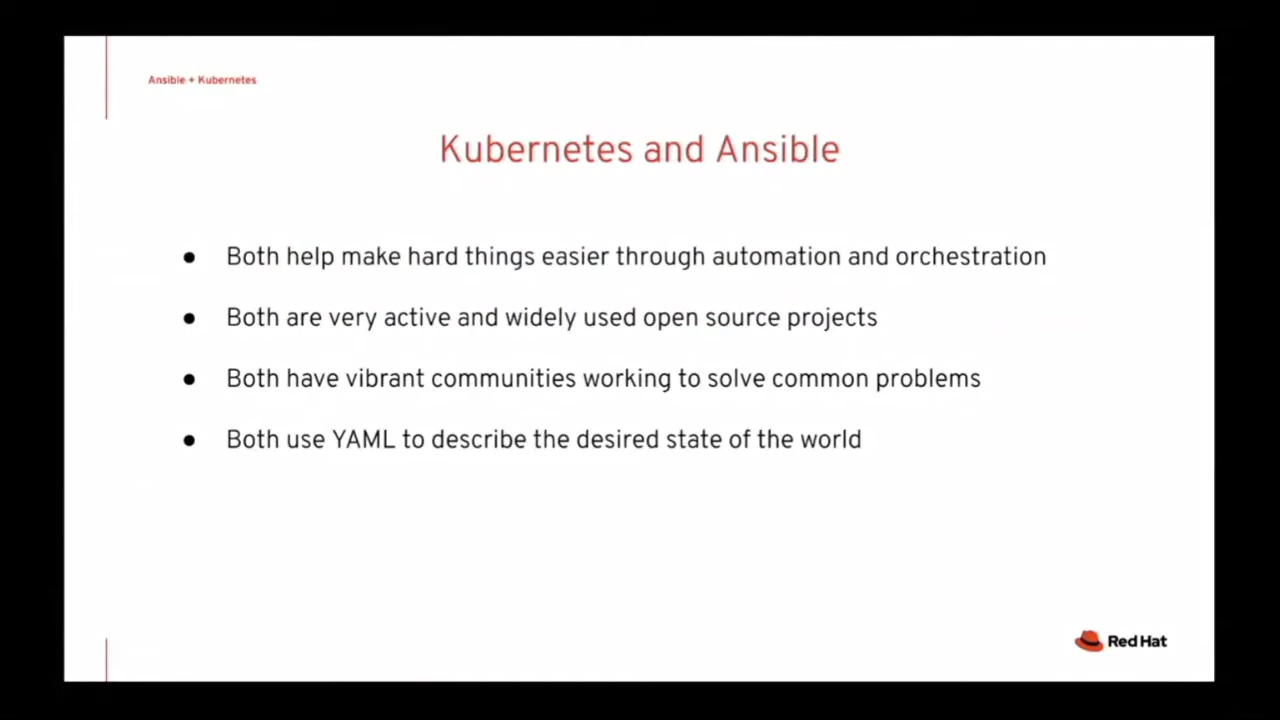 Ansible + Kubernetes
Kubernetes and Ansible
● Both help make hard things easier through automation and orchestration
● Both are very active and widely used open source projects
● Both have vibrant communities working to solve common problems
● Both use YAML to describe the desired state of the world
Red Hat